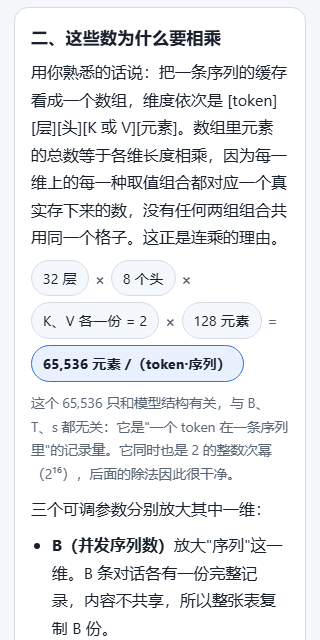 二、这些数为什么要相乘
用你熟悉的话说：把一条序列的缓存
看成一个数组，维度依次是 [token]
[层][头][K 或 V][元素]。数组里元素
的总数等于各维长度相乘，因为每一
维上的每一种取值组合都对应一个真
实存下来的数，没有任何两组组合共
用同一个格子。这正是连乘的理由。
32 层 × 8 个头 ×
K、V 各一份 = 2 × 128 元素 =
65,536 元素 /（token·序列）
这个 65,536 只和模型结构有关，与 B、
T、s 都无关：它是"一个 token 在一条序列
里"的记录量。它同时也是 2 的整数次幂
（2¹⁶），后面的除法因此很干净。
三个可调参数分别放大其中一维：
• B（并发序列数）放大"序列"这一
维。B 条对话各有一份完整记
录，内容不共享，所以整张表复
制 B 份。